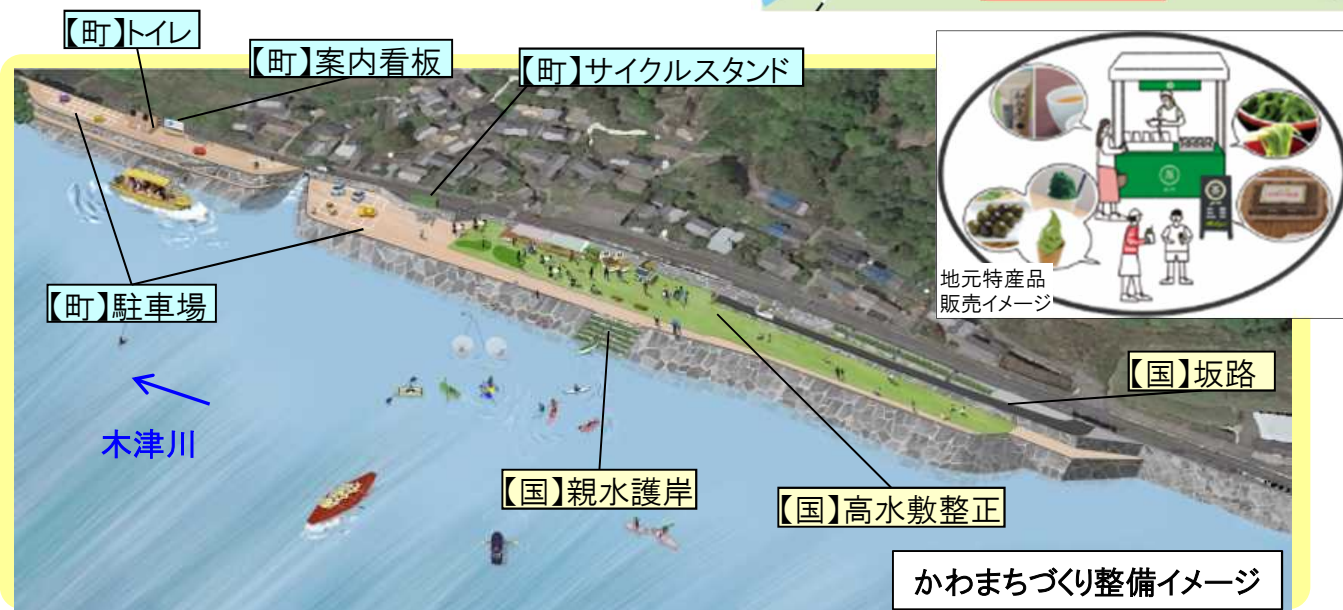 【町】トイレ
【町】案内看板
【町】サイクルスタンド
地元特産品
販売イメージ
【町】駐車場
【国】坂路
木津川
【国】親水護岸
【国】高水敷整正
かわまちづくり整備イメージ